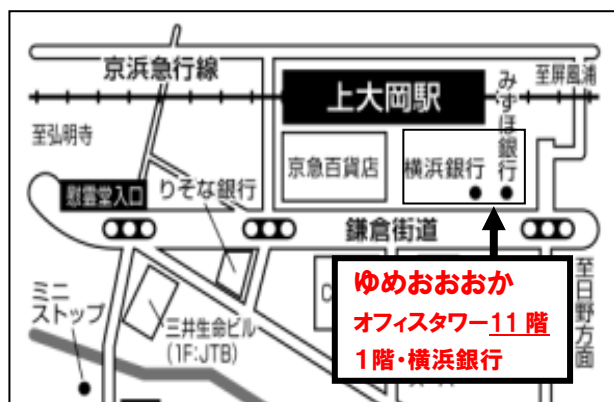 京浜急行線
上大岡駅
みずほ銀行
至屏風浦
至弘明寺
京急百貨店
横浜銀行
慰霊堂入口
りそな銀行
鎌倉街道
ゆめおおおか
オフィスタワー11階
1階・横浜銀行
至日野方面
ミニ
ストップ
三井生命ビル
(1F:JTB)